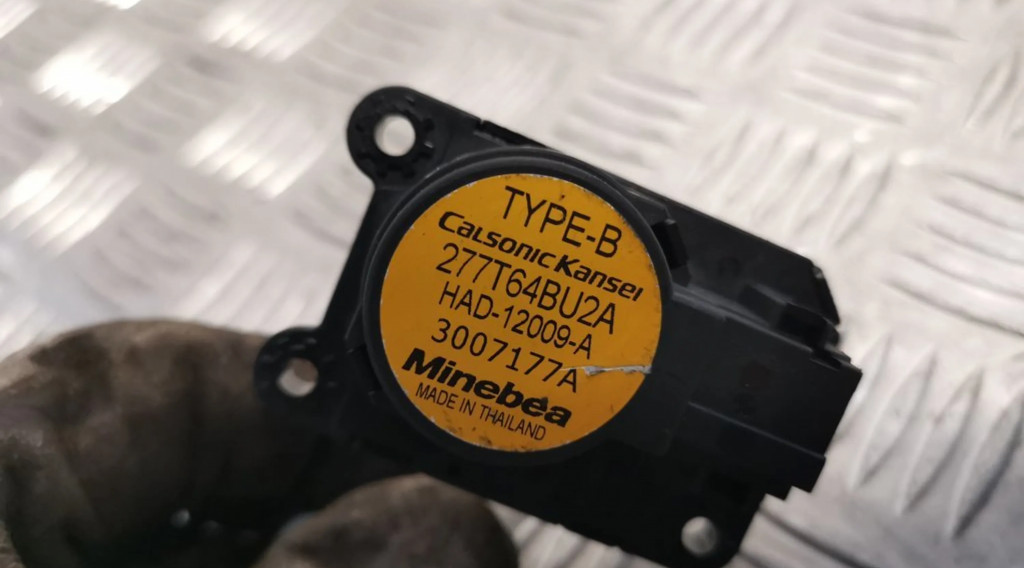 TYPE-B
CalsonicKansei
277T64BU2A
HAD-12009-A
3007177A
Minebea
MADE IN THAILAND